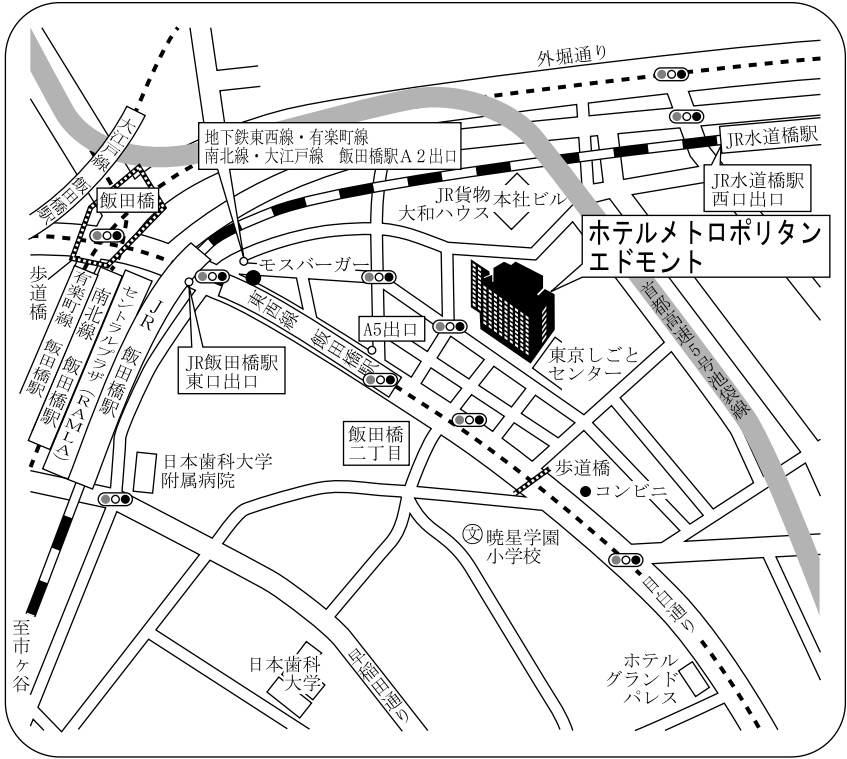 外堀通り
大江戸線 飯田橋駅
地下鉄東西線・有楽町線
南北線・大江戸線 飯田橋駅A2出口
JR水道橋駅
JR水道橋駅
西口出口
飯田橋
JR貨物
大和ハウス
本社ビル
ホテルメトロポリタン
エドモント
歩道橋
モスバーガー
有楽町線 飯田橋駅
南北線 飯田橋駅
セントラルプラザ(RAMLA)
JR 飯田橋駅
東西線 飯田橋駅
A5出口
首都高速5号池袋線
JR飯田橋駅
東口出口
東京しごと
センター
飯田橋
二丁目
日本歯科大学
附属病院
歩道橋
コンビニ
文
暁星学園
小学校
目白通り
至市ヶ谷
日本歯科
大学
早稲田通り
ホテル
グランド
パレス